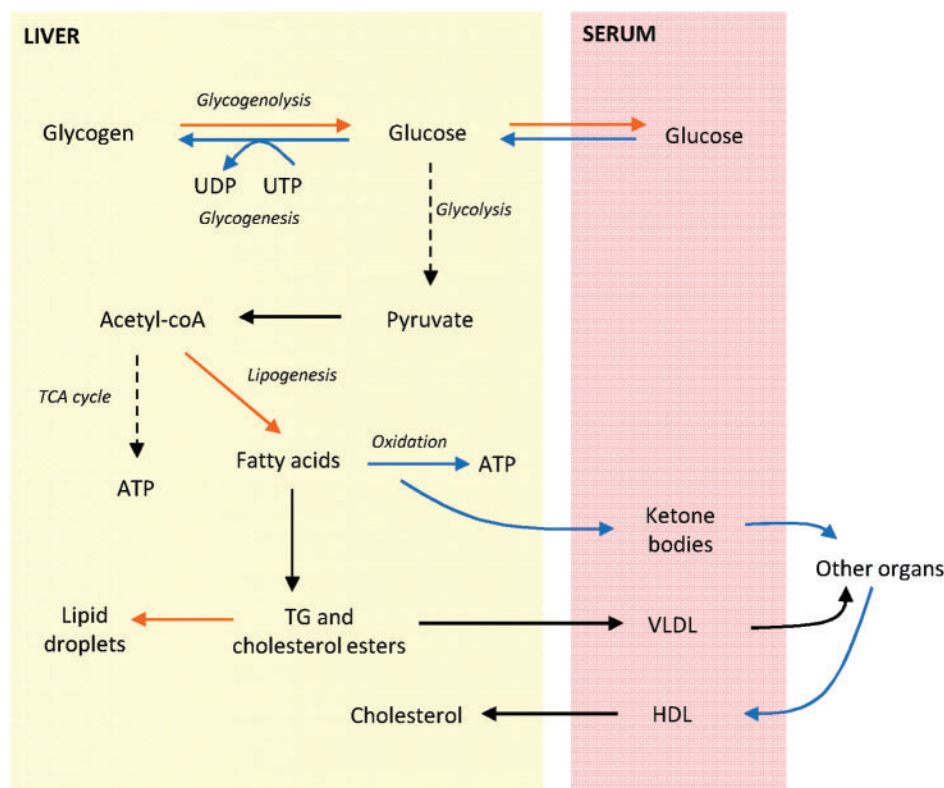 LIVER
SERUM
Glycogenolysis
Glycogen
Glucose
Glucose
UDP UTP
Glycogenesis
Glycolysis
Acetyl-coA
Pyruvate
Lipogenesis
TCA cycle
Oxidation
Fatty acids
ATP
ATP
Ketone
bodies
Other organs
Lipid
droplets
TG and
cholesterol esters
VLDL
Cholesterol
HDL